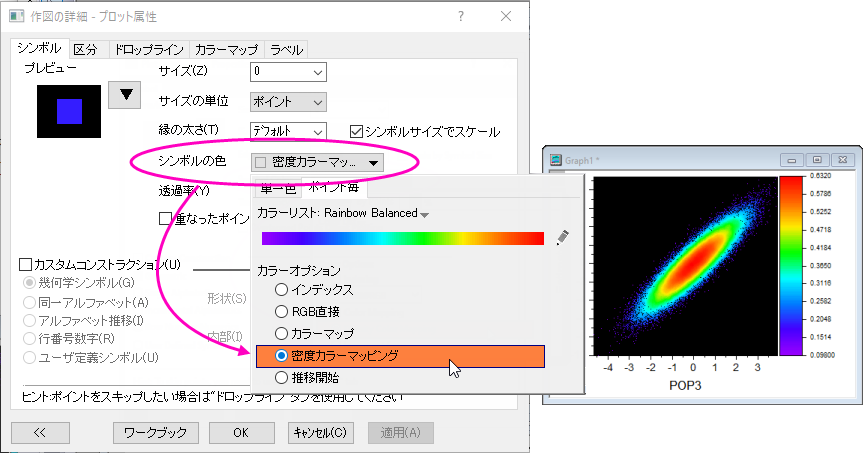 作図の詳細 - プロット属性
シンボル 区分 ドロップライン カラーマップ ラベル
プレビュー
サイズ(Z) 0
サイズの単位 ポイント
縁の太さ(T) デフォルト シンボルサイズでスケール
シンボルの色 密度カラーマッ...
透過率(Y)
重なったポイン
単一色 ポイント毎
カラーリスト: Rainbow Balanced
カラーオプション
インデックス
RGB直接
カラーマップ
密度カラーマッピング
推移開始
カスタムコンストラクション(U)
幾何学シンボル(G) 形状(S)
同一アルファベット(A)
アルファベット推移(I)
行番号数字(R) 内部(I)
ユーザ定義シンボル(U)
ヒント:ポイントをスキップしたい場合は"ドロップライン"タブを使用してください
<< ワークブック OK キャンセル(C) 適用(A)
Graph1 *
0.6320
0.5786
0.5252
0.4718
0.4184
0.3650
0.3116
0.2582
0.2048
0.1514
0.09800
-4 -3 -2 -1 0 1 2 3
POP3